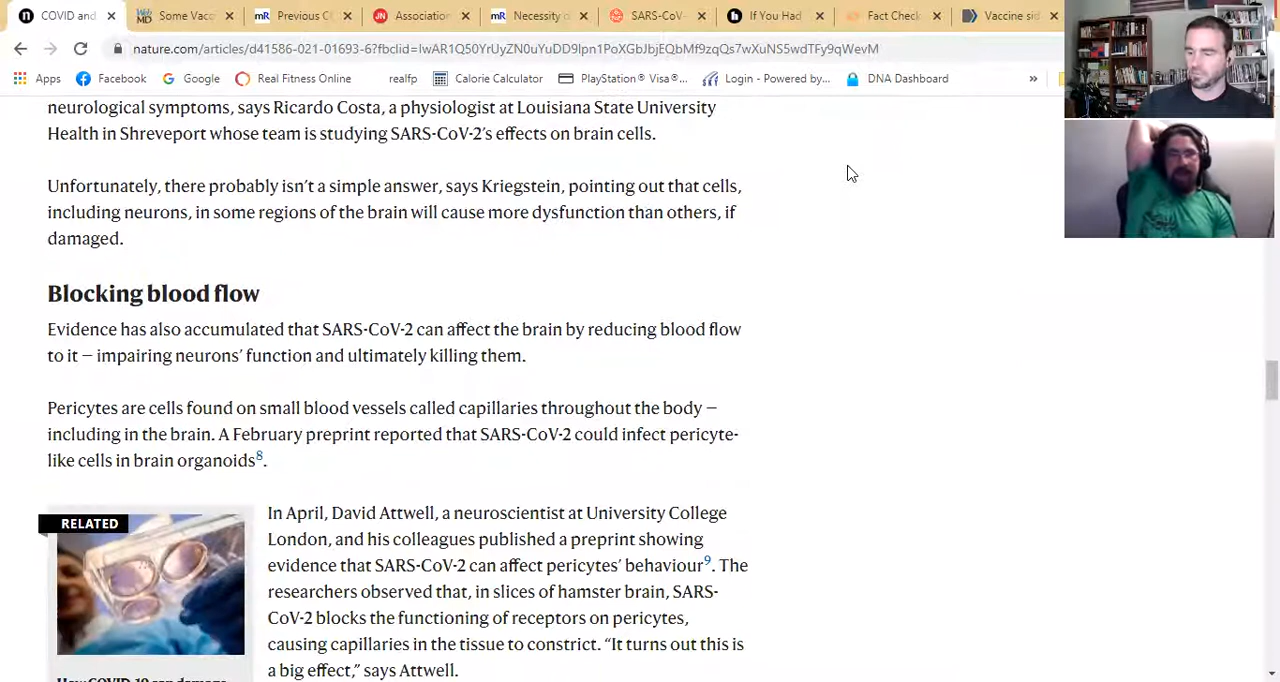 COVID and
Some Vacc
Previous C
Association
Necessity o
SARS-CoV-
If You Had
Fact Check
Vaccine sid
nature.com/articles/d41586-021-01693-6?fbclid=IwAR1Q50YrUyZN0uYuDD9lpn1PoXGbJbjEQbMf9zqQs7wXuNS5wdTFy9qWevM
Apps Facebook Google Real Fitness Online realfp Calorie Calculator PlayStation® Visa®... Login - Powered by... DNA Dashboard »
neurological symptoms, says Ricardo Costa, a physiologist at Louisiana State University
Health in Shreveport whose team is studying SARS-CoV-2’s effects on brain cells.
Unfortunately, there probably isn’t a simple answer, says Kriegstein, pointing out that cells,
including neurons, in some regions of the brain will cause more dysfunction than others, if
damaged.
Blocking blood flow
Evidence has also accumulated that SARS-CoV-2 can affect the brain by reducing blood flow
to it — impairing neurons’ function and ultimately killing them.
Pericytes are cells found on small blood vessels called capillaries throughout the body —
including in the brain. A February preprint reported that SARS-CoV-2 could infect pericyte-
like cells in brain organoids8.
RELATED
In April, David Attwell, a neuroscientist at University College
London, and his colleagues published a preprint showing
evidence that SARS-CoV-2 can affect pericytes’ behaviour9. The
researchers observed that, in slices of hamster brain, SARS-
CoV-2 blocks the functioning of receptors on pericytes,
causing capillaries in the tissue to constrict. “It turns out this is
a big effect,” says Attwell.
How COVID-19 can damage